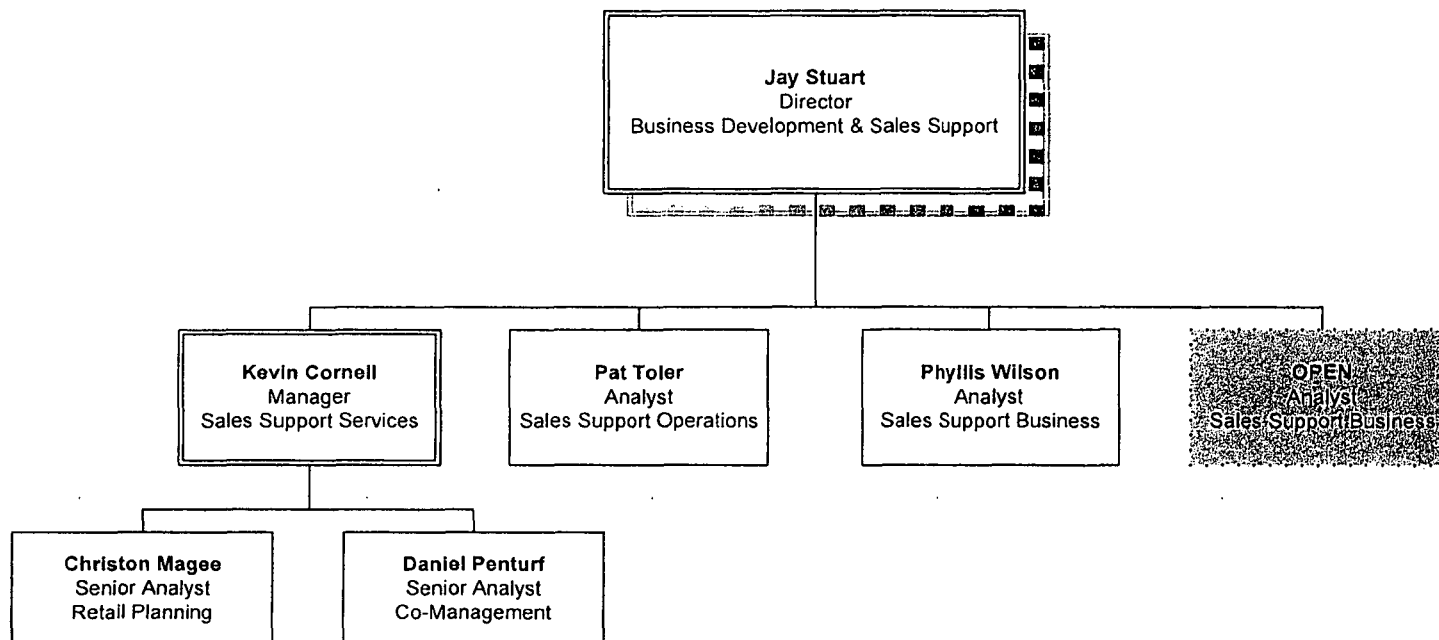 Jay Stuart
Director
Business Development & Sales Support
Kevin Cornell
Manager
Sales Support Services
Pat Toler
Analyst
Sales Support Operations
Phyllis Wilson
Analyst
Sales Support Business
OPEN
Analyst
Sales Support Business
Christon Magee
Senior Analyst
Retail Planning
Daniel Penturf
Senior Analyst
Co-Management